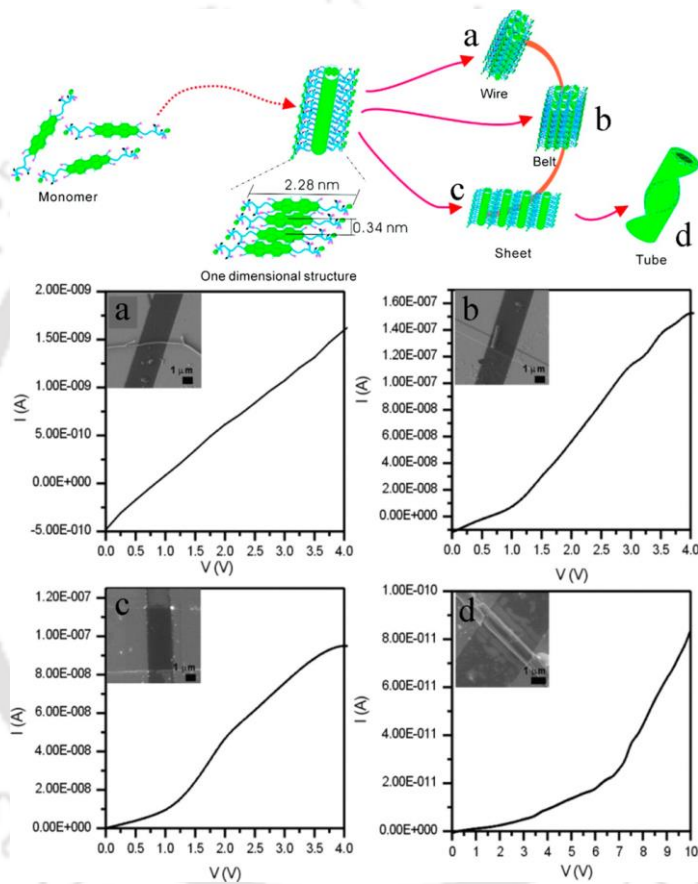 a
Wire
b
Belt
Monomer
2.28 nm
0.34 nm
One dimensional structure
c
Sheet
d
Tube
a
1 μm
2.00E-009
1.50E-009
1.00E-009
5.00E-010
0.00E+000
-5.00E-010
I (A)
0.0 0.5 1.0 1.5 2.0 2.5 3.0 3.5 4.0
V (V)
b
1 μm
1.60E-007
1.40E-007
1.20E-007
1.00E-007
8.00E-008
6.00E-008
4.00E-008
2.00E-008
0.00E+000
I (A)
0.0 0.5 1.0 1.5 2.0 2.5 3.0 3.5 4.0
V (V)
c
1 μm
1.20E-007
1.00E-007
8.00E-008
6.00E-008
4.00E-008
2.00E-008
0.00E+000
I (A)
0.0 0.5 1.0 1.5 2.0 2.5 3.0 3.5 4.0
V (V)
d
1 μm
1.00E-010
8.00E-011
6.00E-011
4.00E-011
2.00E-011
0.00E+000
I (A)
0 1 2 3 4 5 6 7 8 9 10
V (V)